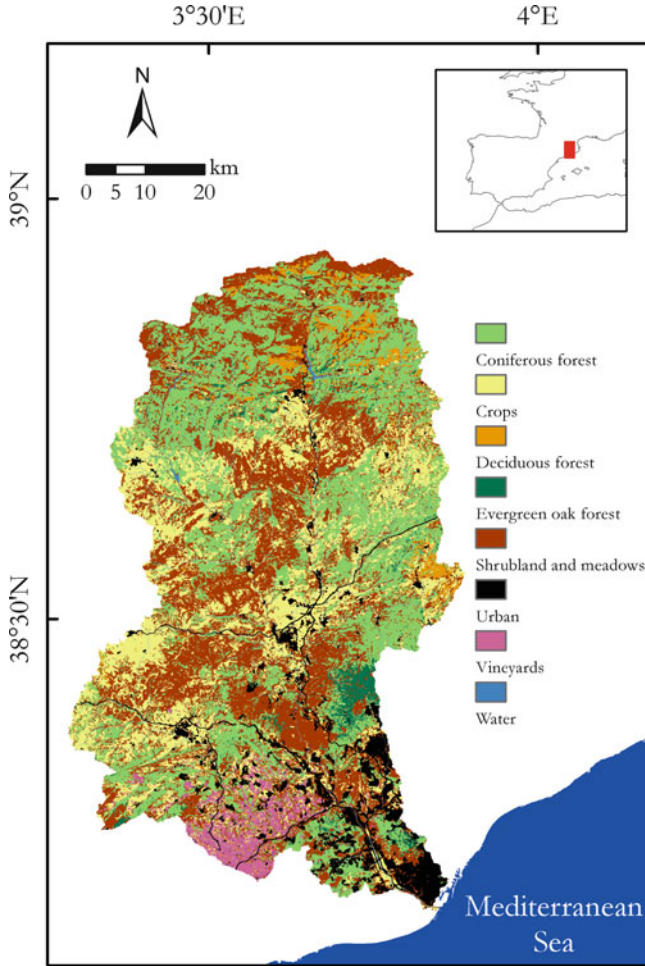 3°30'E
4°E
N
km
0 5 10 20
39°N
38°30'N
Coniferous forest
Crops
Deciduous forest
Evergreen oak forest
Shrubland and meadows
Urban
Vineyards
Water
Mediterranean
Sea